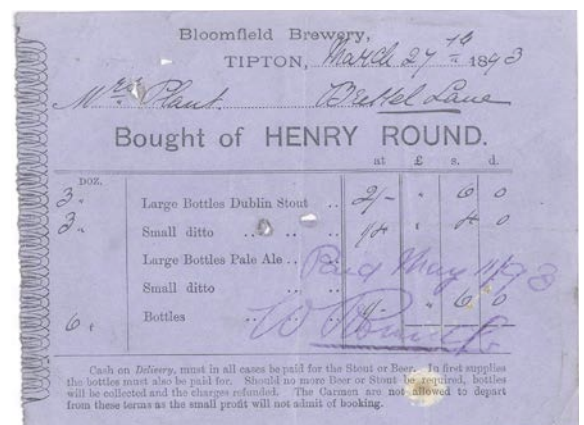 Bloomfield Brewery,
TIPTON, March 27th 1893
Mrs Plant. Brettel Lane
Bought of HENRY ROUND.
at £ s. d.
DOZ.
3 " Large Bottles Dublin Stout .. 2/- " 6 0
3 " Small ditto .. .. .. 1/4 " 4 0
Large Bottles Pale Ale .. Paid May 11/93
Small ditto .. ..
6 " Bottles .. .. .. 1/- " 6 0
Cash on Delivery, must in all cases be paid for the Stout or Beer. In first supplies
the bottles must also be paid for. Should no more Beer or Stout be required, bottles
will be collected and the charges refunded. The Carmen are not allowed to depart
from these terms as the small profit will not admit of booking.